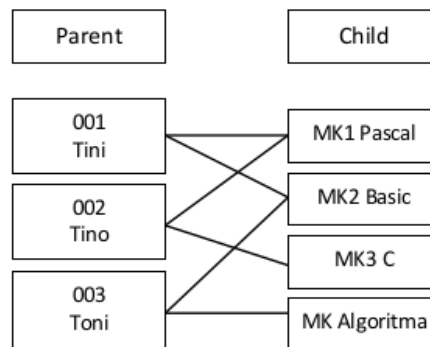 Parent
Child
001
Tini
002
Tino
003
Toni
MK1 Pascal
MK2 Basic
MK3 C
MK Algoritma